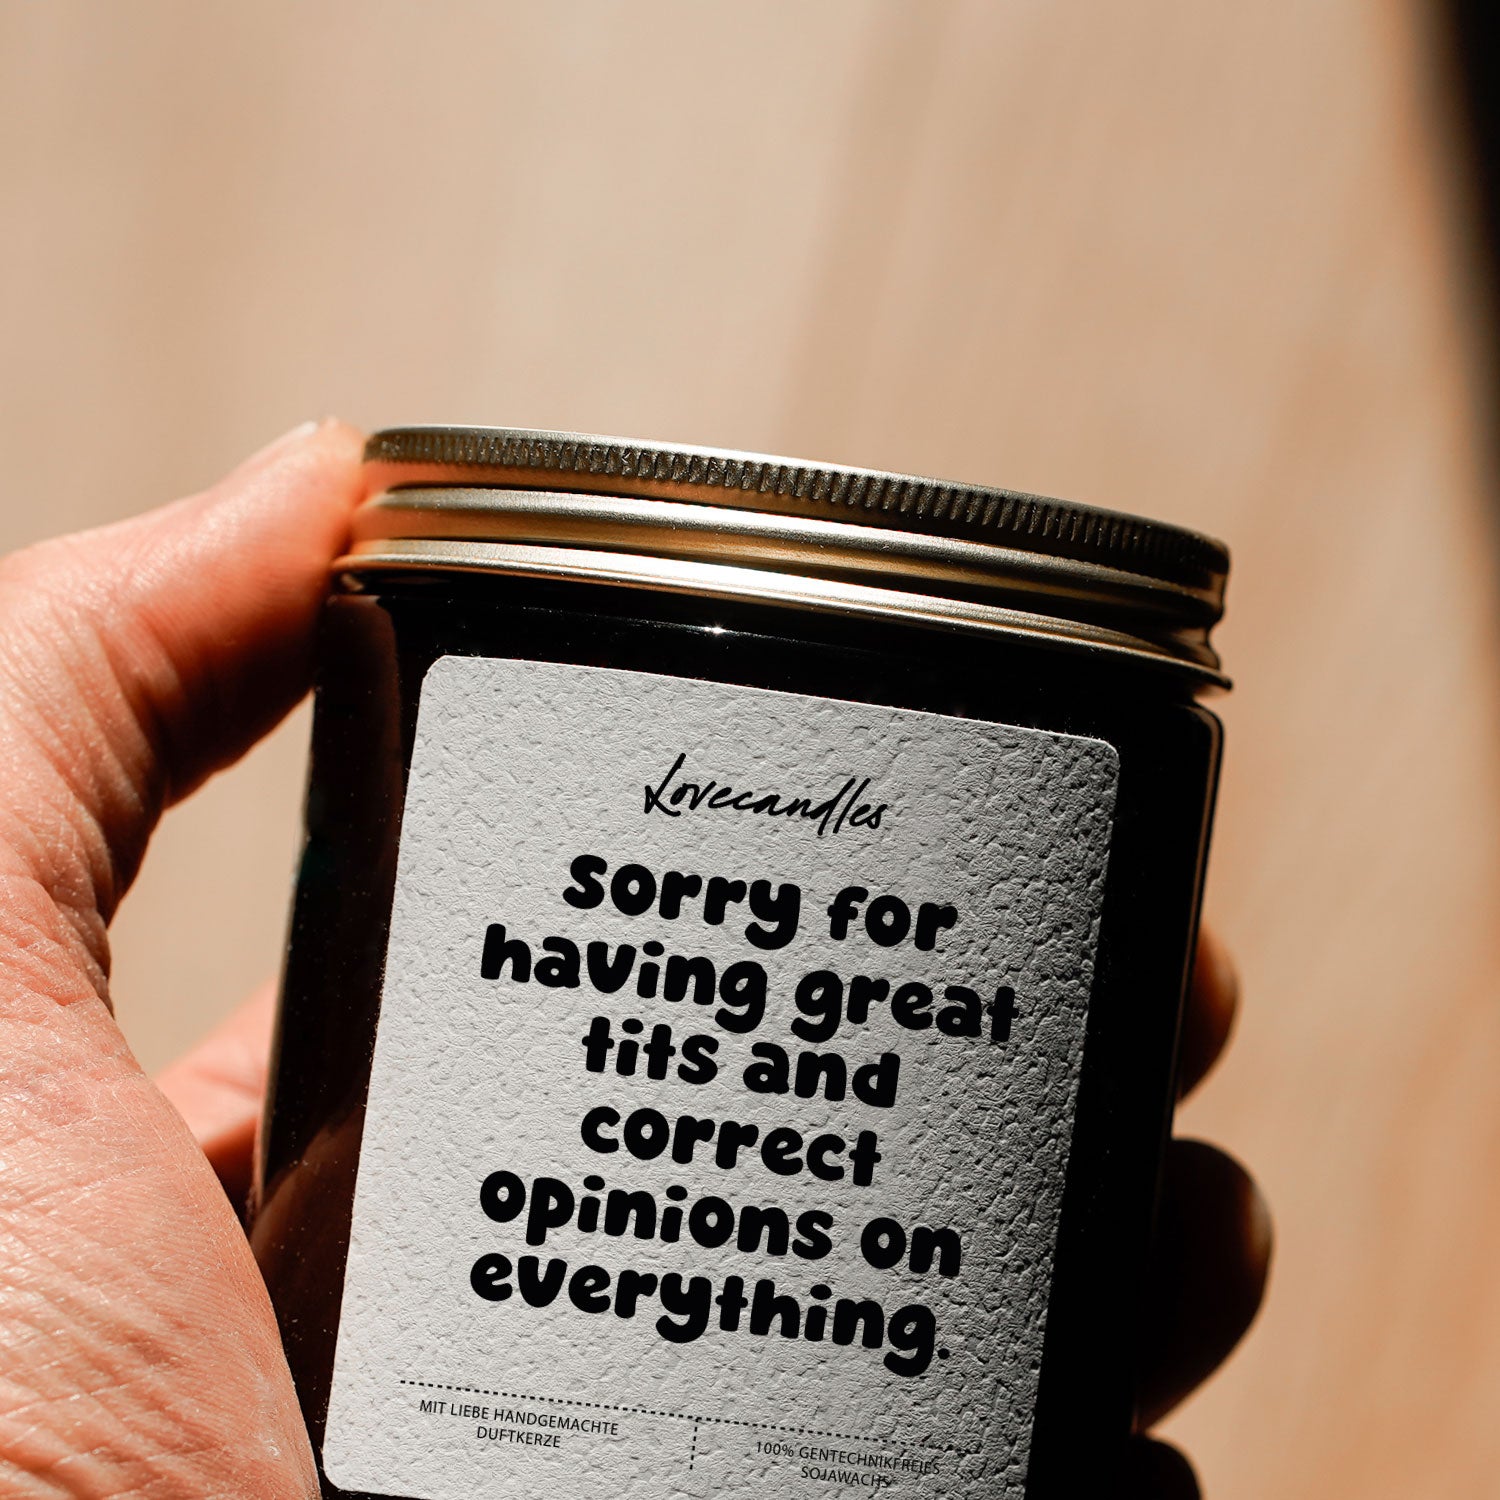 Lovecandles
sorry for
having great
tits and
correct
opinions on
everything.
MIT LIEBE HANDGEMACHTE
DUFTKERZE
100% GENTECHNIKFREIES
SOJAWACHS